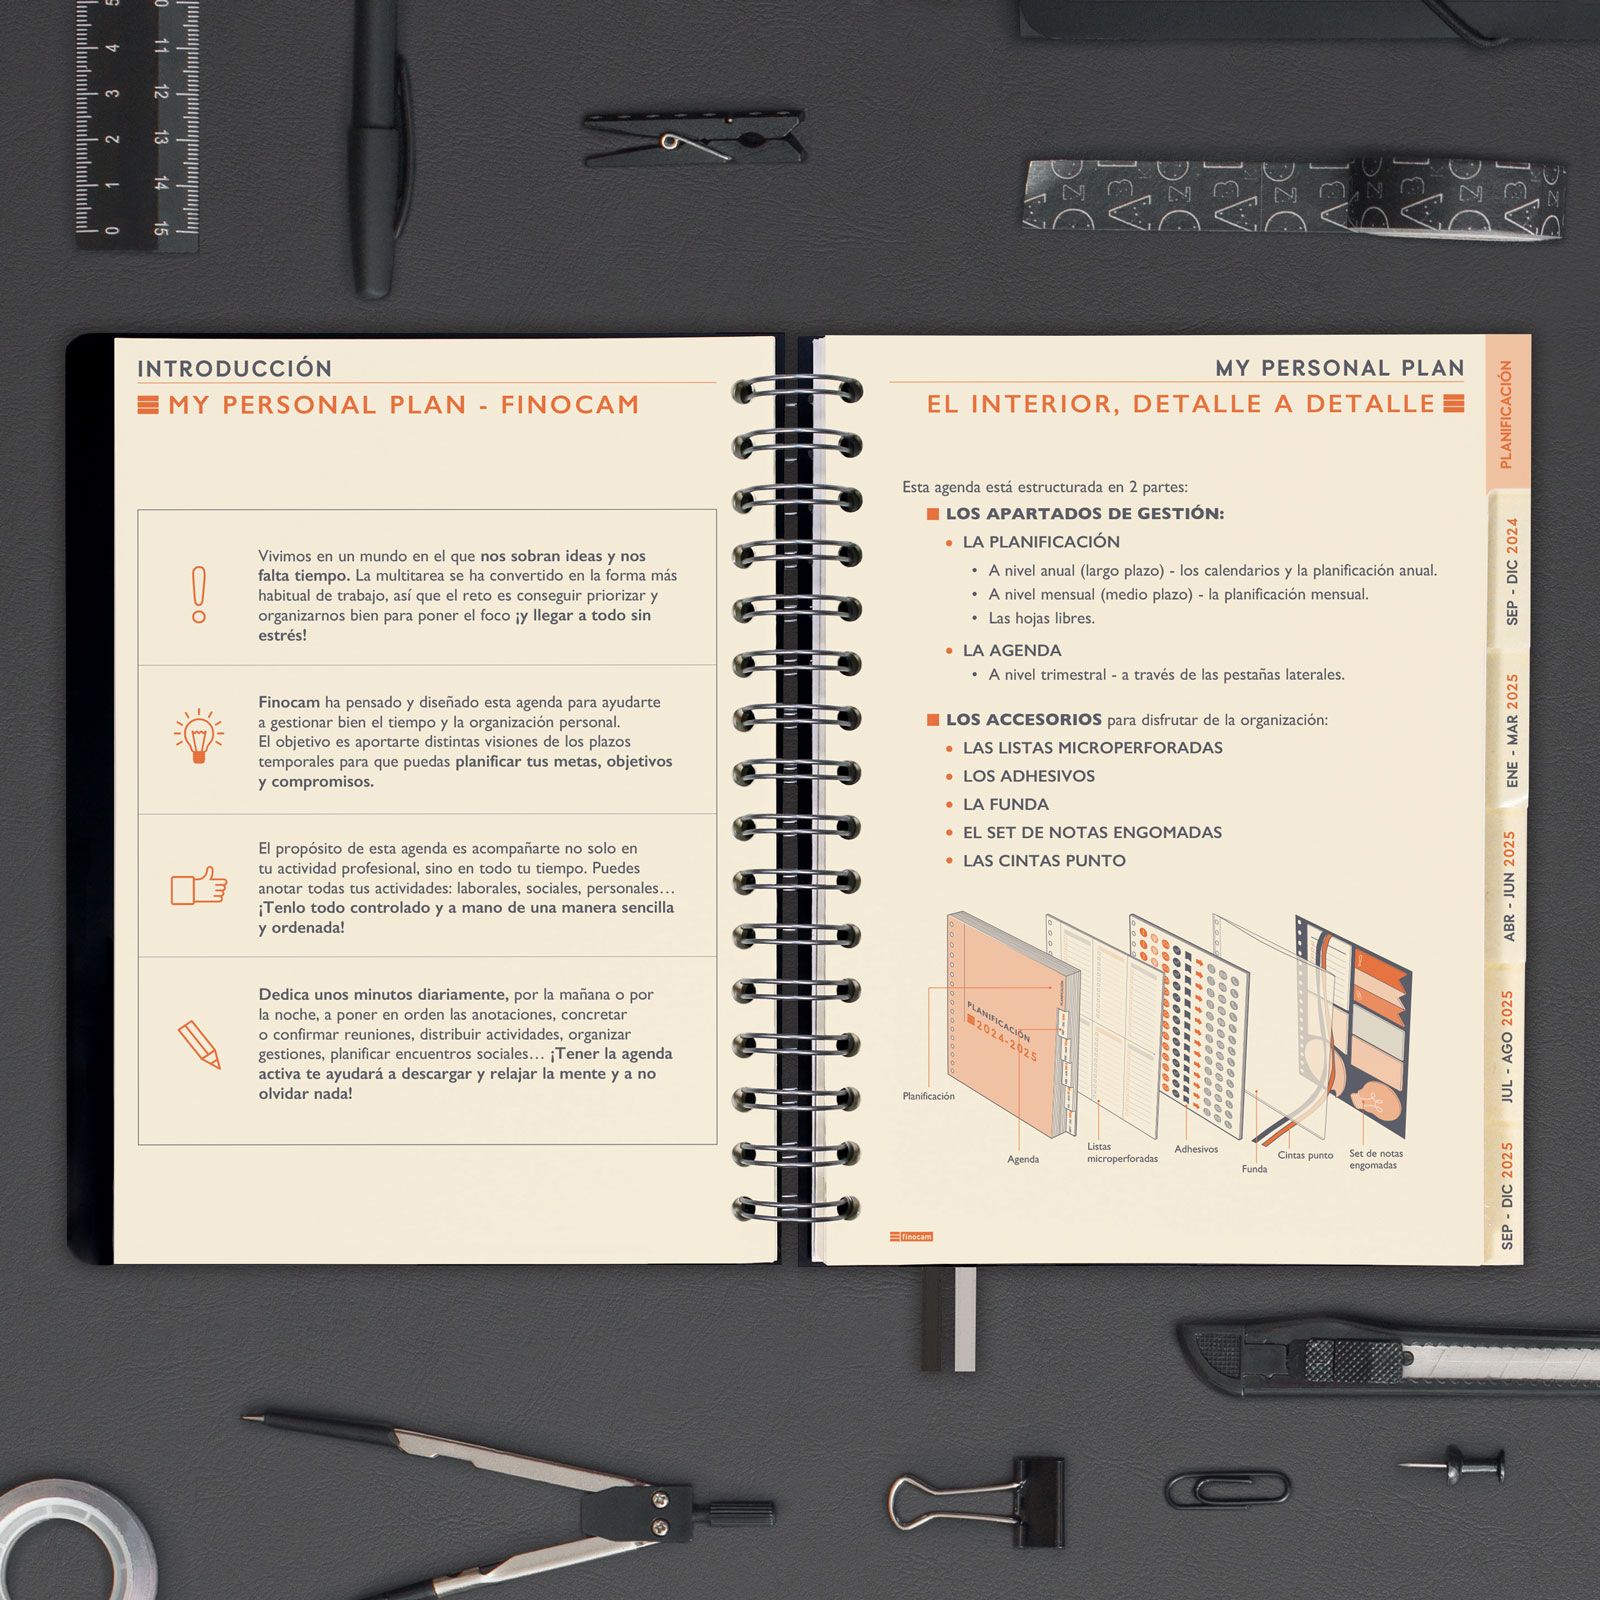 INTRODUCCIÓN
MY PERSONAL PLAN - FINOCAM
Vivimos en un mundo en el que nos sobran ideas y nos
falta tiempo. La multitarea se ha convertido en la forma más
habitual de trabajo, así que el reto es conseguir priorizar y
organizarnos bien para poner el foco ¡y llegar a todo sin
estrés!
Finocam ha pensado y diseñado esta agenda para ayudarte
a gestionar bien el tiempo y la organización personal.
El objetivo es aportarte distintas visiones de los plazos
temporales para que puedas planificar tus metas, objetivos
y compromisos.
El propósito de esta agenda es acompañarte no solo en
tu actividad profesional, sino en todo tu tiempo. Puedes
anotar todas tus actividades: laborales, sociales, personales...
¡Tenlo todo controlado y a mano de una manera sencilla
y ordenada!
Dedica unos minutos diariamente, por la mañana o por
la noche, a poner en orden las anotaciones, concretar
o confirmar reuniones, distribuir actividades, organizar
gestiones, planificar encuentros sociales... ¡Tener la agenda
activa te ayudará a descargar y relajar la mente y a no
olvidar nada!
MY PERSONAL PLAN
EL INTERIOR, DETALLE A DETALLE
Esta agenda está estructurada en 2 partes:
LOS APARTADOS DE GESTIÓN:
• LA PLANIFICACIÓN
• A nivel anual (largo plazo) - los calendarios y la planificación anual.
• A nivel mensual (medio plazo) - la planificación mensual.
• Las hojas libres.
• LA AGENDA
• A nivel trimestral - a través de las pestañas laterales.
LOS ACCESORIOS para disfrutar de la organización:
• LAS LISTAS MICROPERFORADAS
• LOS ADHESIVOS
• LA FUNDA
• EL SET DE NOTAS ENGOMADAS
• LAS CINTAS PUNTO
PLANIFICACIÓN
2024-2025
Planificación
Agenda
Listas
microperforadas
Adhesivos
Funda
Cintas punto
Set de notas
engomadas
finocam
PLANIFICACIÓN
SEP - DIC 2024
ENE - MAR 2025
ABR - JUN 2025
JUL - AGO 2025
SEP - DIC 2025
5 4 3 2 1 0
11 12 13 14 15